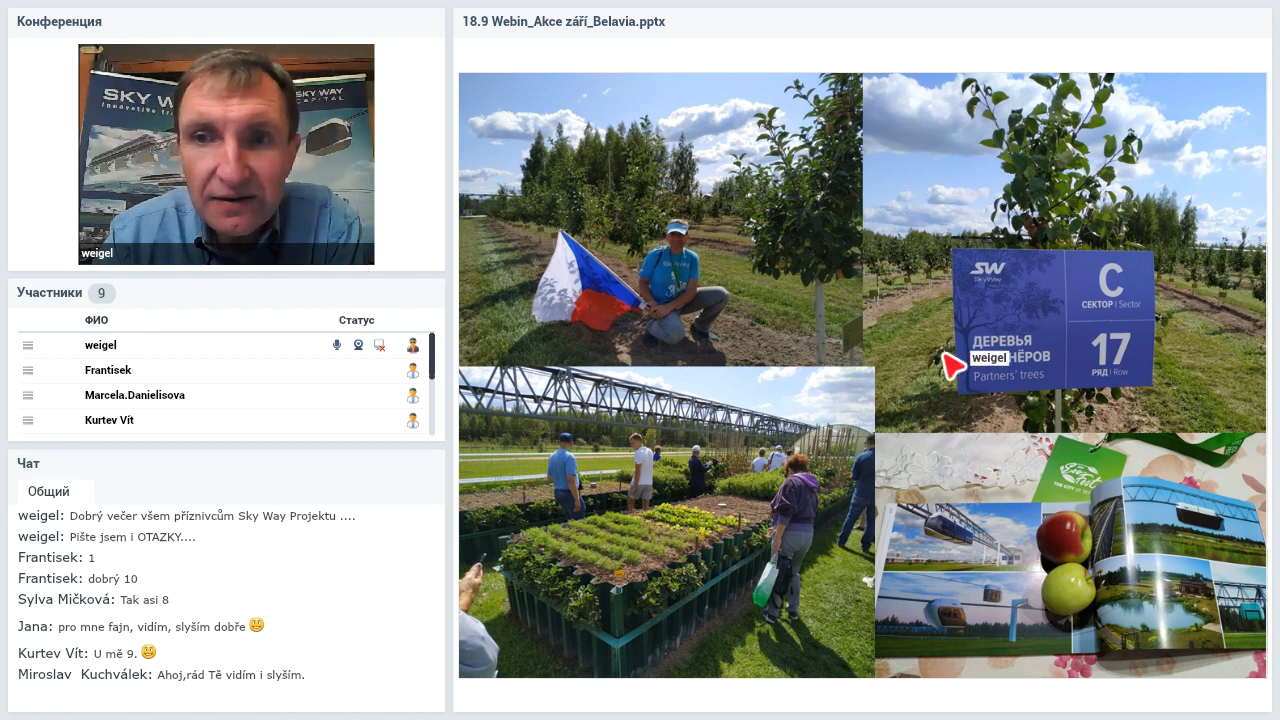 Конференция
SKY W
SKY WAY
CAPITAL
weigel
Участники 9
ФИО Статус
weigel
Frantisek
Marcela.Danielisova
Kurtev Vít
Чат
Общий
weigel: Dobrý večer všem příznivcům Sky Way Projektu ....
weigel: Pište jsem i OTAZKY....
Frantisek: 1
Frantisek: dobrý 10
Sylva Mičková: Tak asi 8
Jana: pro mne fajn, vidím, slyším dobře
Kurtev Vít: U mě 9.
Miroslav Kuchválek: Ahoj,rád Tě vidím i slyším.
18.9 Webin_Akce září_Belavia.pptx
SW
SkyWay
C
СЕКТОР | Sector
ДЕРЕВЬЯ
НЁРОВ
Partners' trees
17
РЯД | Row
weigel
Fest